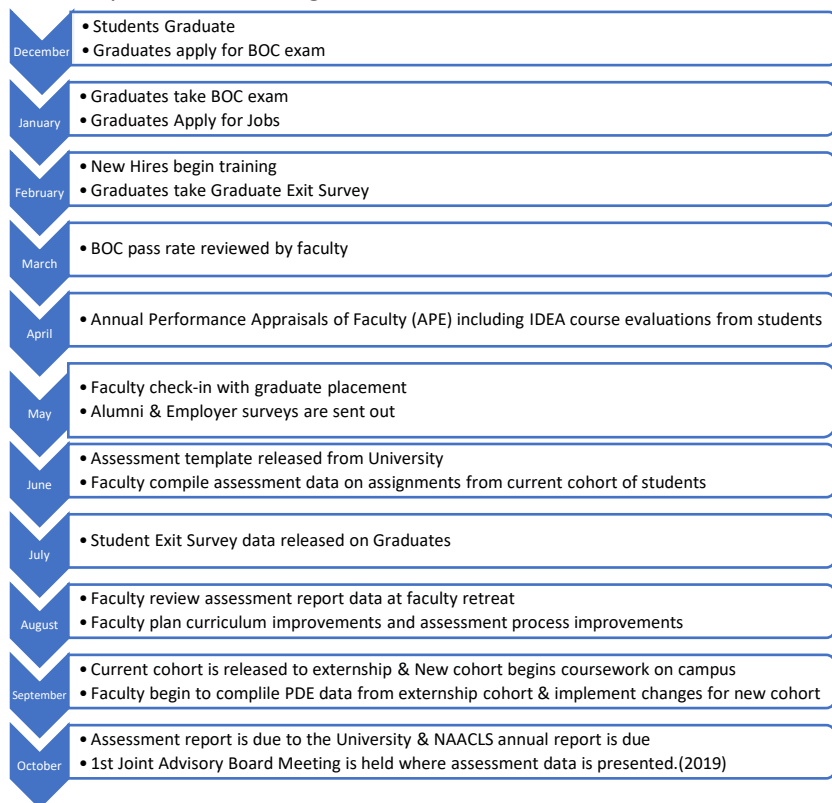 December
• Students Graduate
• Graduates apply for BOC exam
January
• Graduates take BOC exam
• Graduates Apply for Jobs
February
• New Hires begin training
• Graduates take Graduate Exit Survey
March
• BOC pass rate reviewed by faculty
April
• Annual Performance Appraisals of Faculty (APE) including IDEA course evaluations from students
May
• Faculty check-in with graduate placement
• Alumni & Employer surveys are sent out
June
• Assessment template released from University
• Faculty compile assessment data on assignments from current cohort of students
July
• Student Exit Survey data released on Graduates
August
• Faculty review assessment report data at faculty retreat
• Faculty plan curriculum improvements and assessment process improvements
September
• Current cohort is released to externship & New cohort begins coursework on campus
• Faculty begin to complile PDE data from externship cohort & implement changes for new cohort
October
• Assessment report is due to the University & NAACLS annual report is due
• 1st Joint Advisory Board Meeting is held where assessment data is presented.(2019)